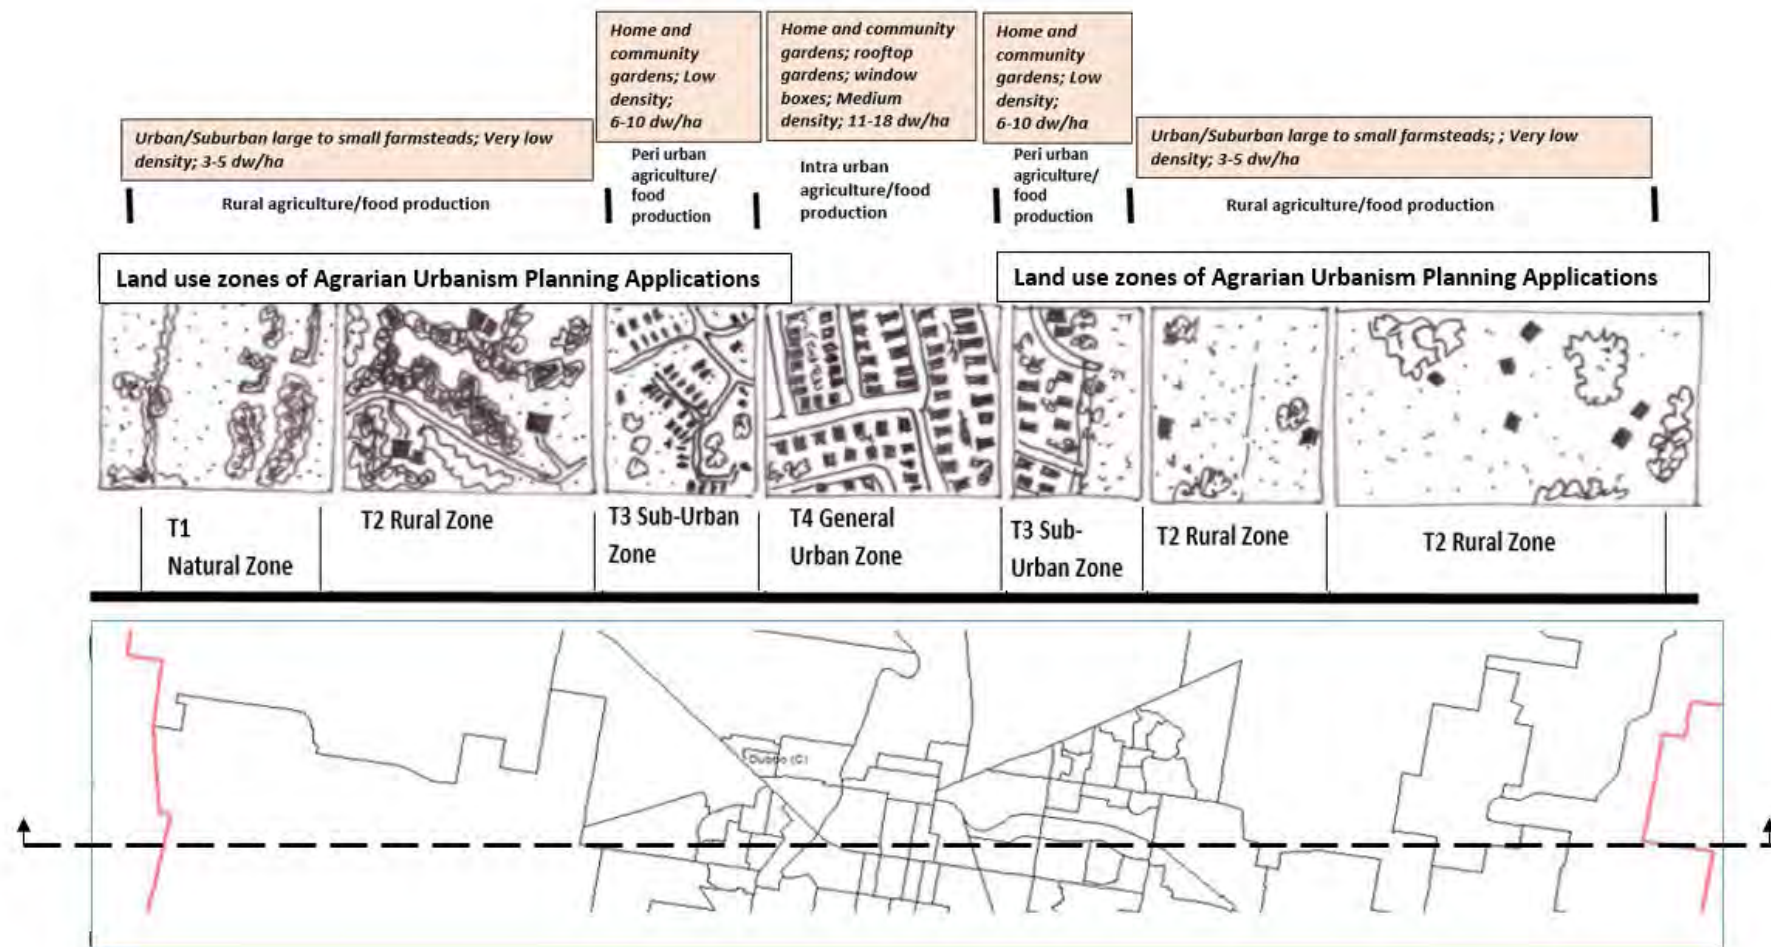 Home and
community
gardens; Low
density;
6-10 dw/ha
Home and community
gardens; rooftop
gardens; window
boxes; Medium
density; 11-18 dw/ha
Home and
community
gardens; Low
density;
6-10 dw/ha
Urban/Suburban large to small farmsteads; Very low
density; 3-5 dw/ha
Urban/Suburban large to small farmsteads; ; Very low
density; 3-5 dw/ha
Rural agriculture/food production
Peri urban
agriculture/
food
production
Intra urban
agriculture/food
production
Peri urban
agriculture/
food
production
Rural agriculture/food production
Land use zones of Agrarian Urbanism Planning Applications
Land use zones of Agrarian Urbanism Planning Applications
T1
Natural Zone
T2 Rural Zone
T3 Sub-Urban
Zone
T4 General
Urban Zone
T3 Sub-
Urban Zone
T2 Rural Zone
T2 Rural Zone
Dubbo (C)